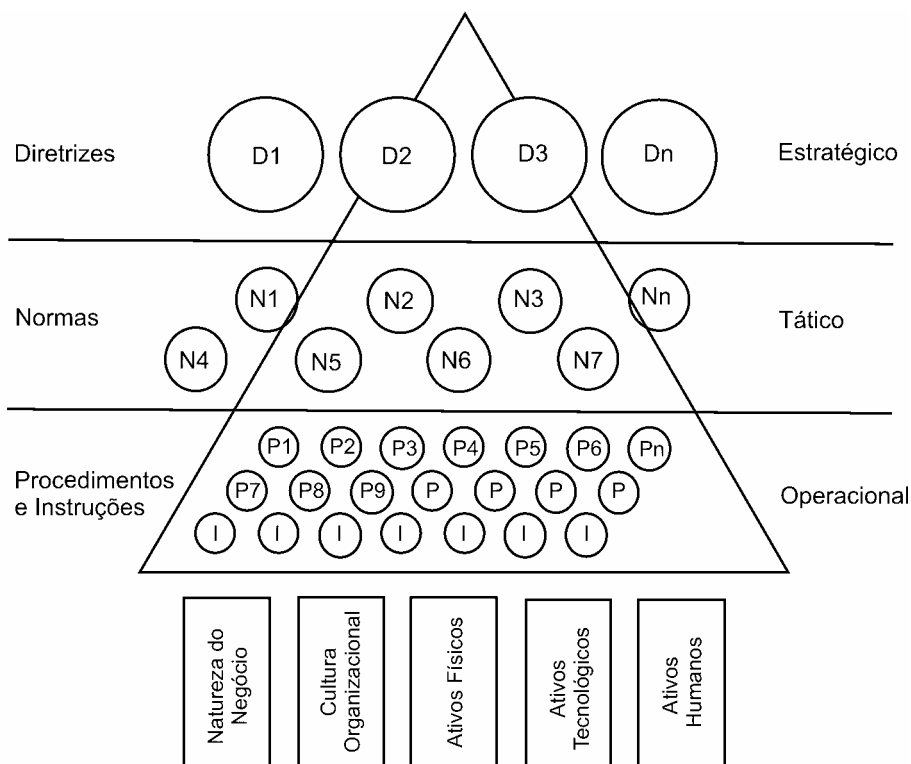 Diretrizes
D1
D2
D3
Dn
Estratégico
Normas
N1
N2
N3
Nn
Tático
N4
N5
N6
N7
P1
P2
P3
P4
P5
P6
Pn
Procedimentos
e Instruções
P7
P8
P9
P
P
P
P
Operacional
I
I
I
I
I
I
I
Natureza do
Negócio
Cultura
Organizacional
Ativos Físicos
Ativos
Tecnológicos
Ativos
Humanos